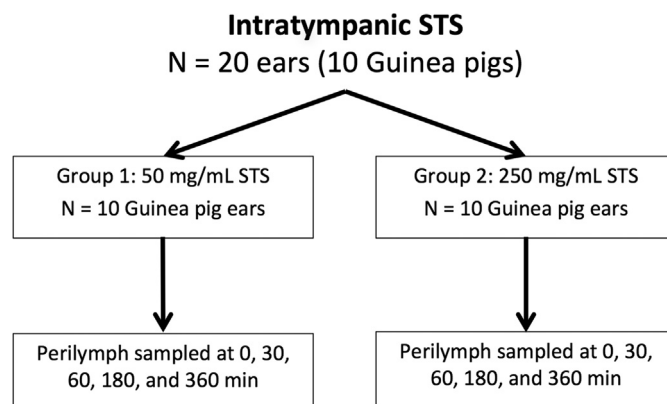 Intratympanic STS
N = 20 ears (10 Guinea pigs)
Group 1: 50 mg/mL STS
N = 10 Guinea pig ears
Group 2: 250 mg/mL STS
N = 10 Guinea pig ears
Perilymph sampled at 0, 30,
60, 180, and 360 min
Perilymph sampled at 0, 30,
60, 180, and 360 min